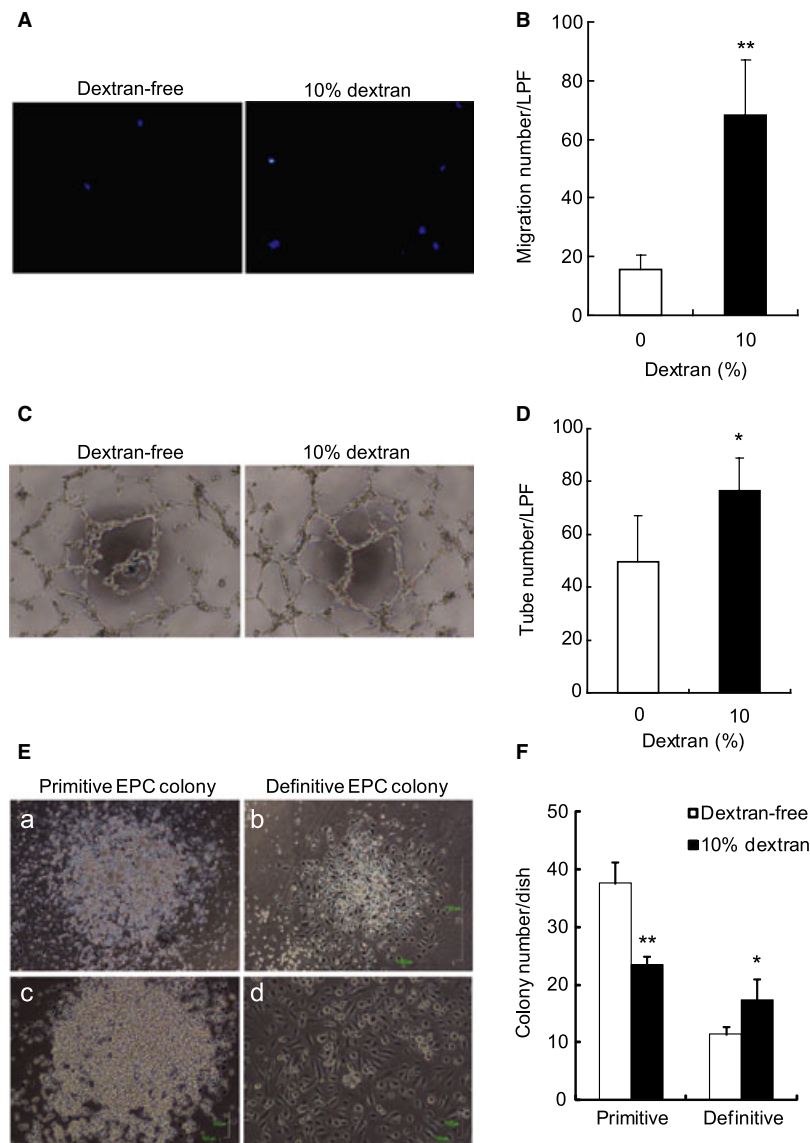 A
Dextran-free
10% dextran
B
Migration number/LPF
100
80
60
40
20
0
**
0
10
Dextran (%)
C
Dextran-free
10% dextran
D
Tube number/LPF
100
80
60
40
20
0
*
0
10
Dextran (%)
E
Primitive EPC colony
Definitive EPC colony
a
b
c
d
F
Colony number/dish
50
40
30
20
10
0
Dextran-free
10% dextran
**
*
Primitive
Definitive